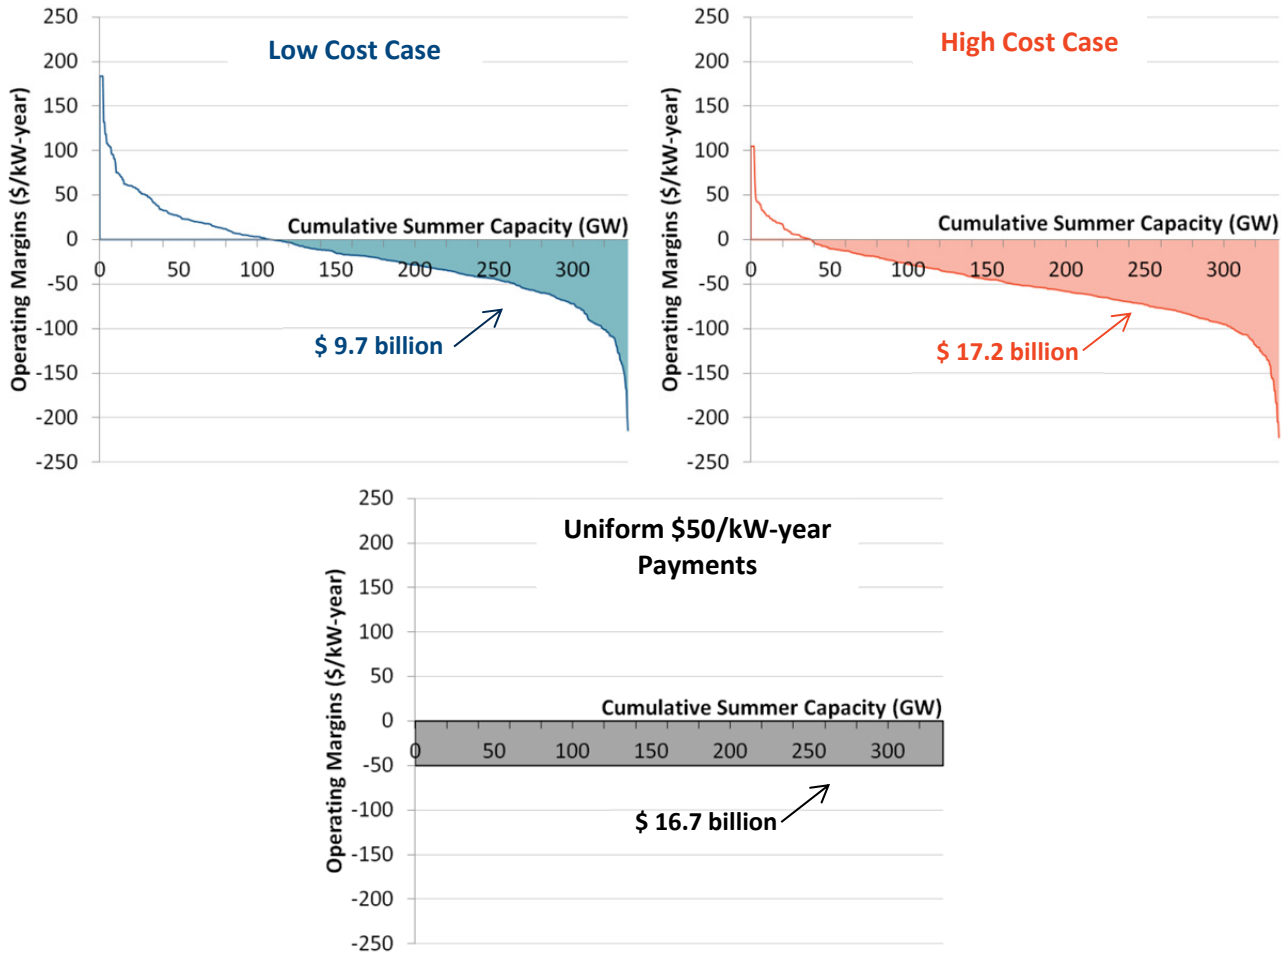 Low Cost Case
250
200
150
100
50
0
-50
-100
-150
-200
-250
Operating Margins ($/kW-year)
Cumulative Summer Capacity (GW)
0 50 100 150 200 250 300
$ 9.7 billion
High Cost Case
250
200
150
100
50
0
-50
-100
-150
-200
-250
Operating Margins ($/kW-year)
Cumulative Summer Capacity (GW)
0 50 100 150 200 250 300
$ 17.2 billion
Uniform $50/kW-year
Payments
250
200
150
100
50
0
-50
-100
-150
-200
-250
Operating Margins ($/kW-year)
Cumulative Summer Capacity (GW)
0 50 100 150 200 250 300
$ 16.7 billion